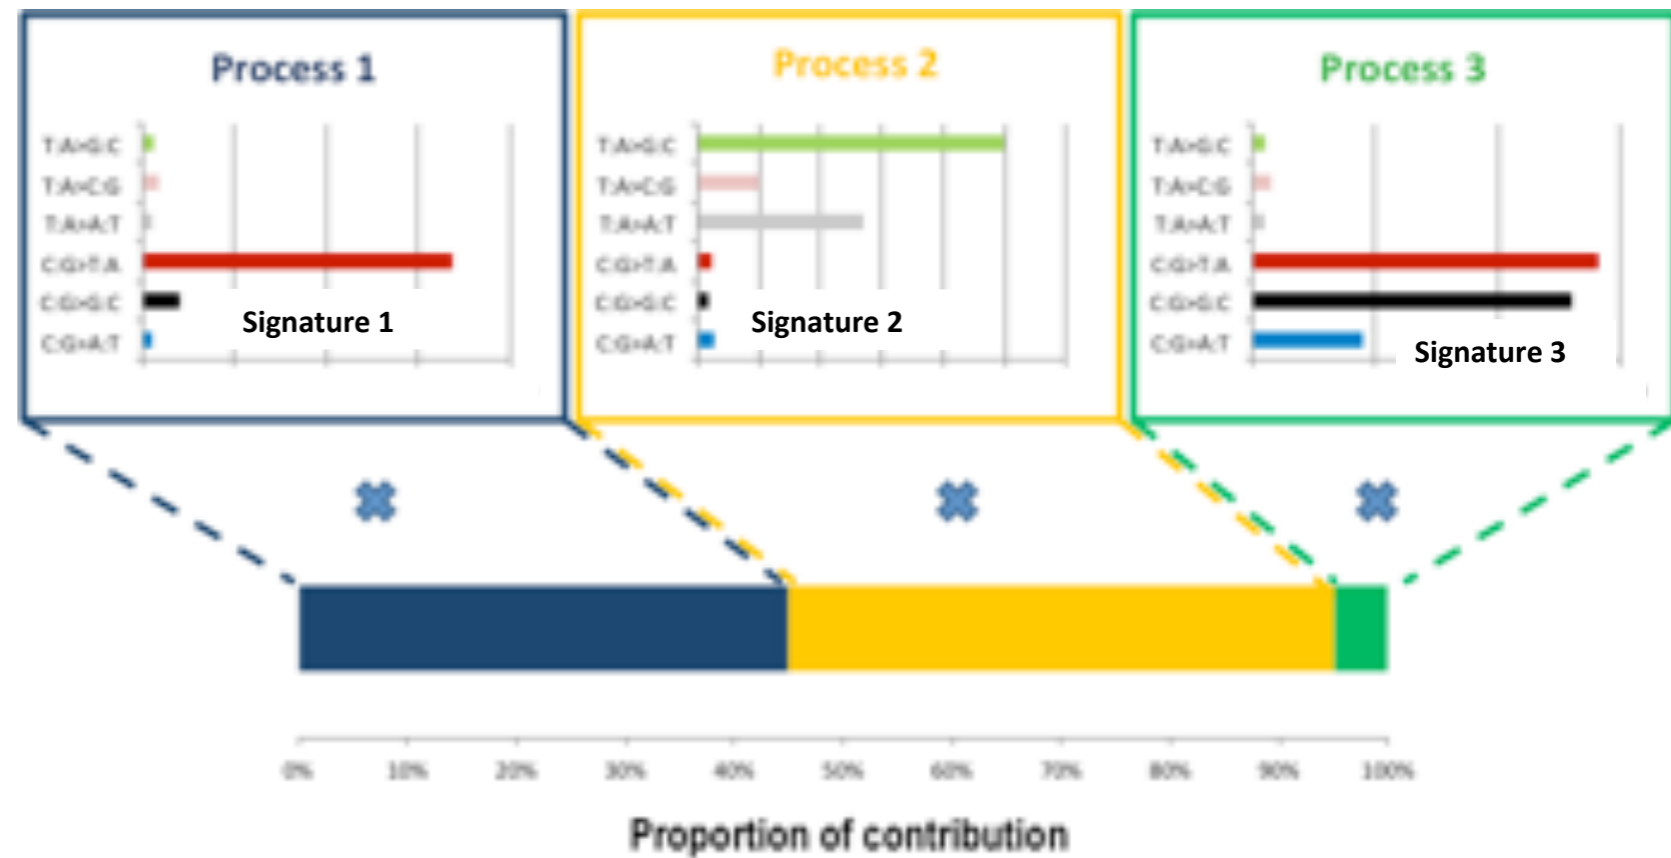 Process 1
T:A>G:C
T:A>C:G
T:A>A:T
C:G>T:A
C:G>G:C
C:G>A:T
Signature 1
Process 2
T:A>G:C
T:A>C:G
T:A>A:T
C:G>T:A
C:G>G:C
C:G>A:T
Signature 2
Process 3
T:A>G:C
T:A>C:G
T:A>A:T
C:G>T:A
C:G>G:C
C:G>A:T
Signature 3
0% 10% 20% 30% 40% 50% 60% 70% 80% 90% 100%
Proportion of contribution